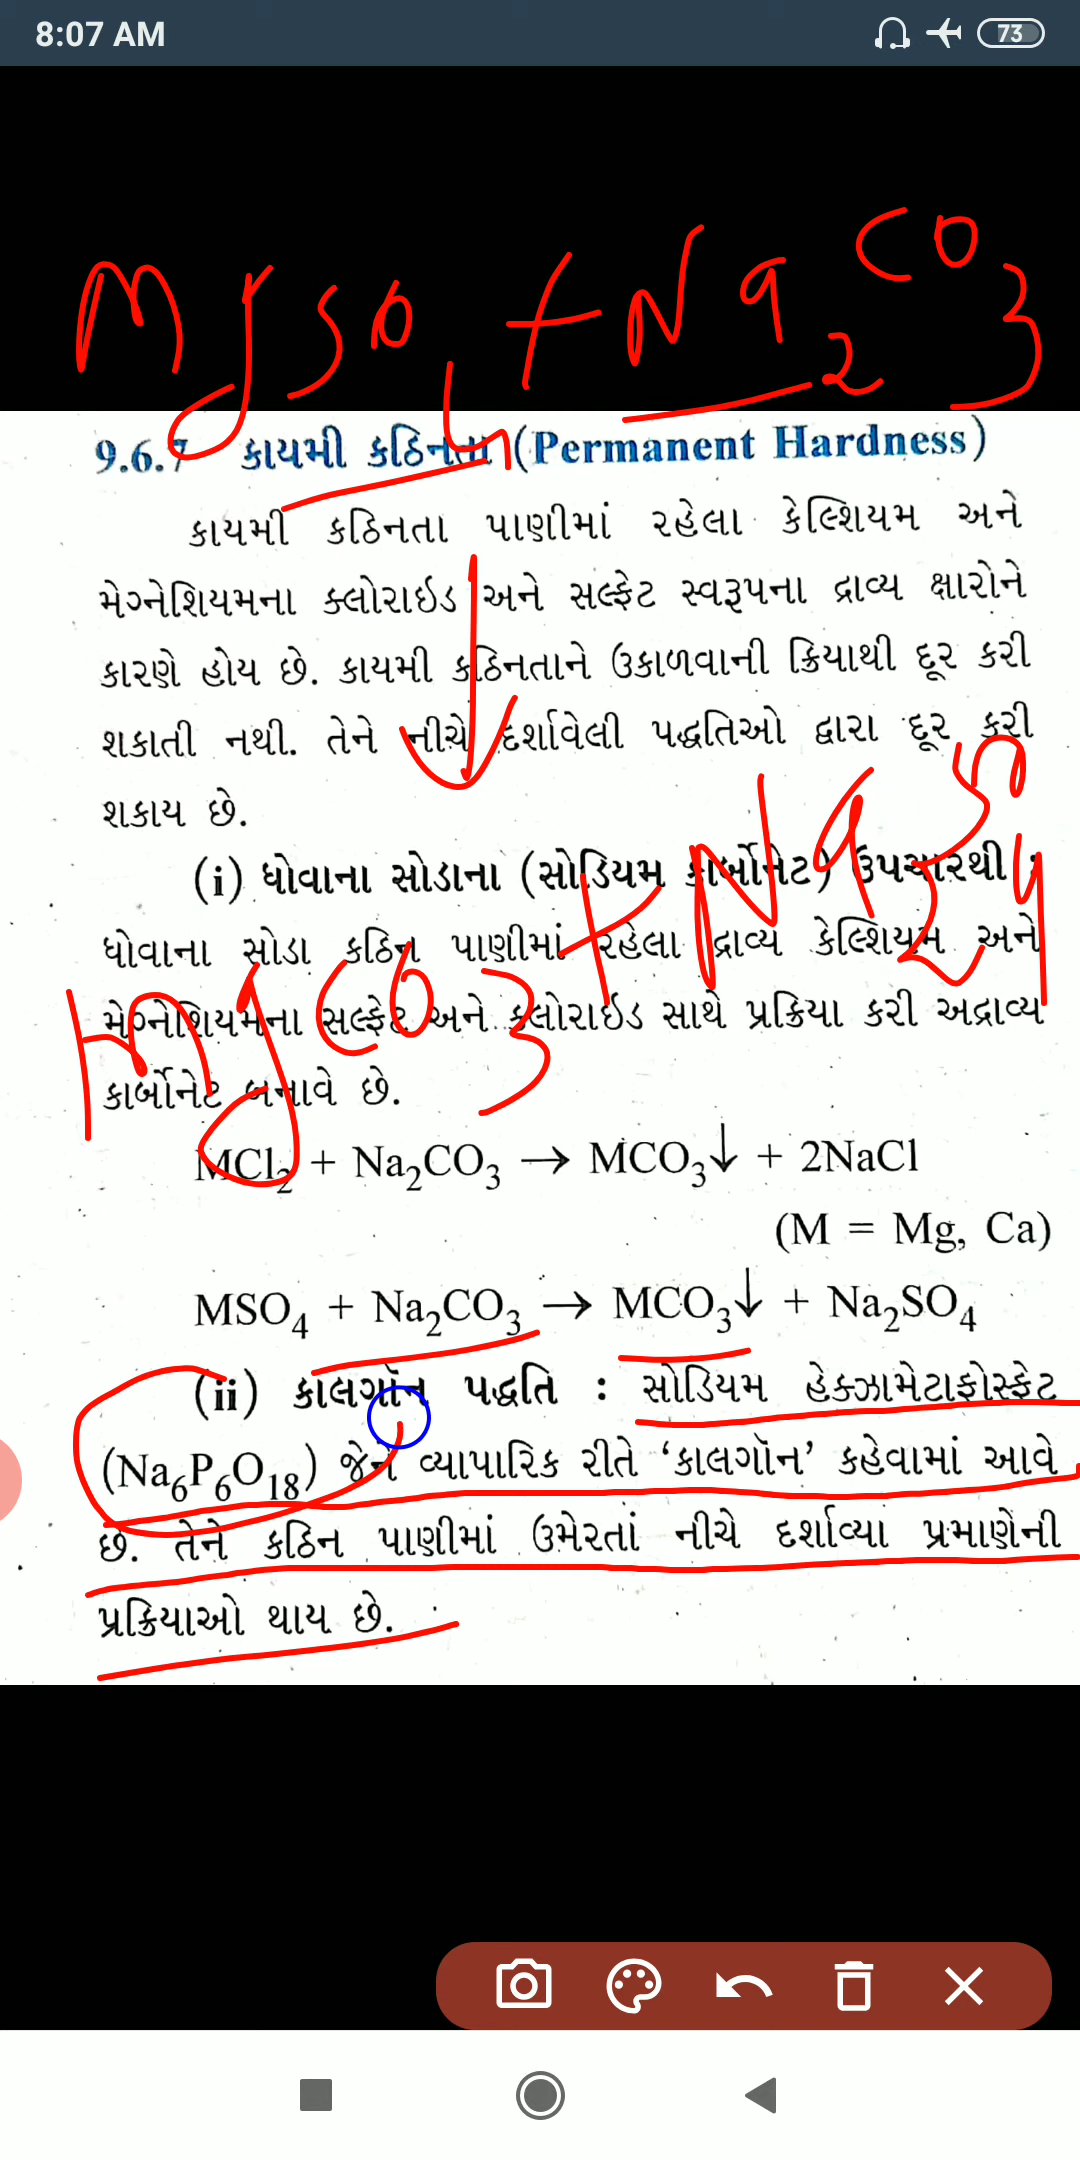 8:07 AM
73
MgSO4 + Na2CO3
9.6.7 કાયમી કઠિનતા (Permanent Hardness)
કાયમી કઠિનતા પાણીમાં રહેલા કેલ્શિયમ અને
મેગ્નેશિયમના ક્લોરાઇડ અને સલ્ફેટ સ્વરૂપના દ્રાવ્ય ક્ષારોને
કારણે હોય છે. કાયમી કઠિનતાને ઉકાળવાની ક્રિયાથી દૂર કરી
શકાતી નથી. તેને નીચે દર્શાવેલી પદ્ધતિઓ દ્વારા દૂર કરી
શકાય છે.
(i) ધોવાના સોડાના (સોડિયમ કાર્બોનેટ) ઉપચારથી :
ધોવાના સોડા કઠિન પાણીમાં રહેલા દ્રાવ્ય કેલ્શિયમ અને
MgCO3 + Na2SO4
મેગ્નેશિયમના સલ્ફેટ અને ક્લોરાઇડ સાથે પ્રક્રિયા કરી અદ્રાવ્ય
કાર્બોનેટ બનાવે છે.
MCl₂ + Na₂CO₃ → MCO₃↓ + 2NaCl
(M = Mg, Ca)
MSO₄ + Na₂CO₃ → MCO₃↓ + Na₂SO₄
(ii) કાલગૉન પદ્ધતિ : સોડિયમ હેક્ઝામેટાફોસ્ફેટ
(Na₆P₆O₁₈) જેને વ્યાપારિક રીતે ‘કાલગૉન’ કહેવામાં આવે
છે. તેને કઠિન પાણીમાં ઉમેરતાં નીચે દર્શાવ્યા પ્રમાણેની
પ્રક્રિયાઓ થાય છે.